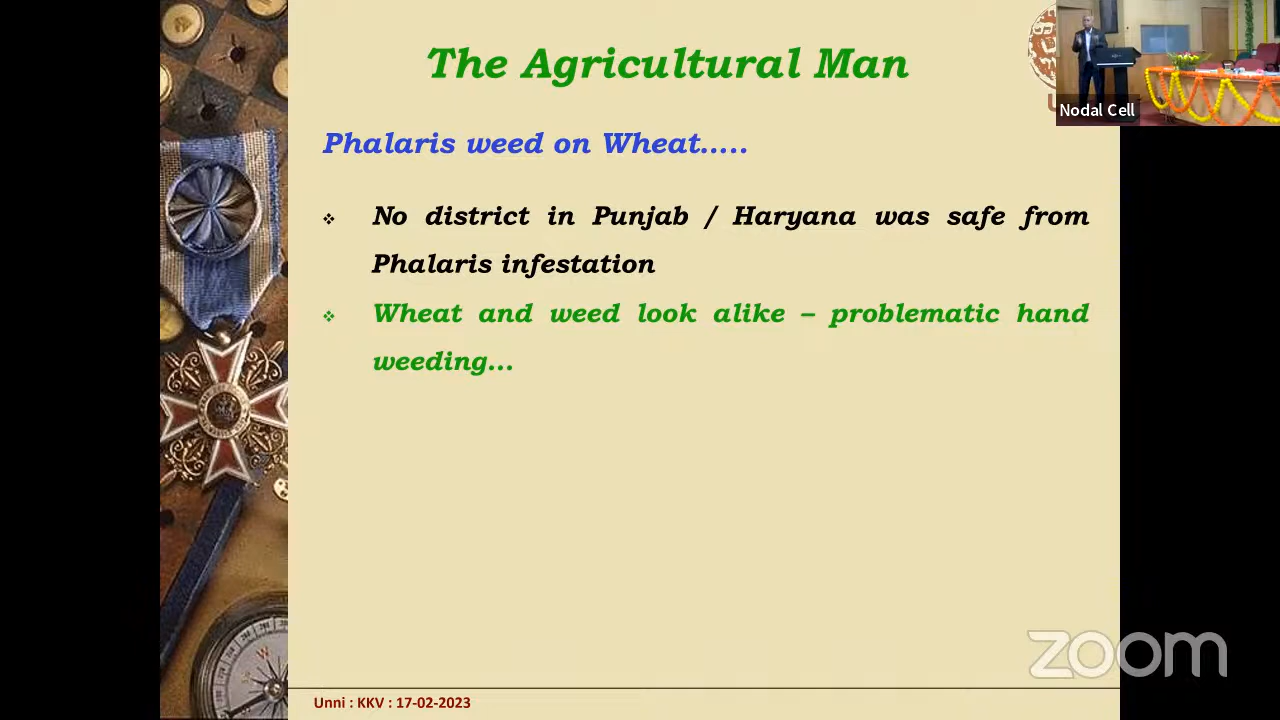 The Agricultural Man
Nodal Cell
Phalaris weed on Wheat.....
No district in Punjab / Haryana was safe from
Phalaris infestation
Wheat and weed look alike – problematic hand
weeding...
zoom
Unni : KKV : 17-02-2023